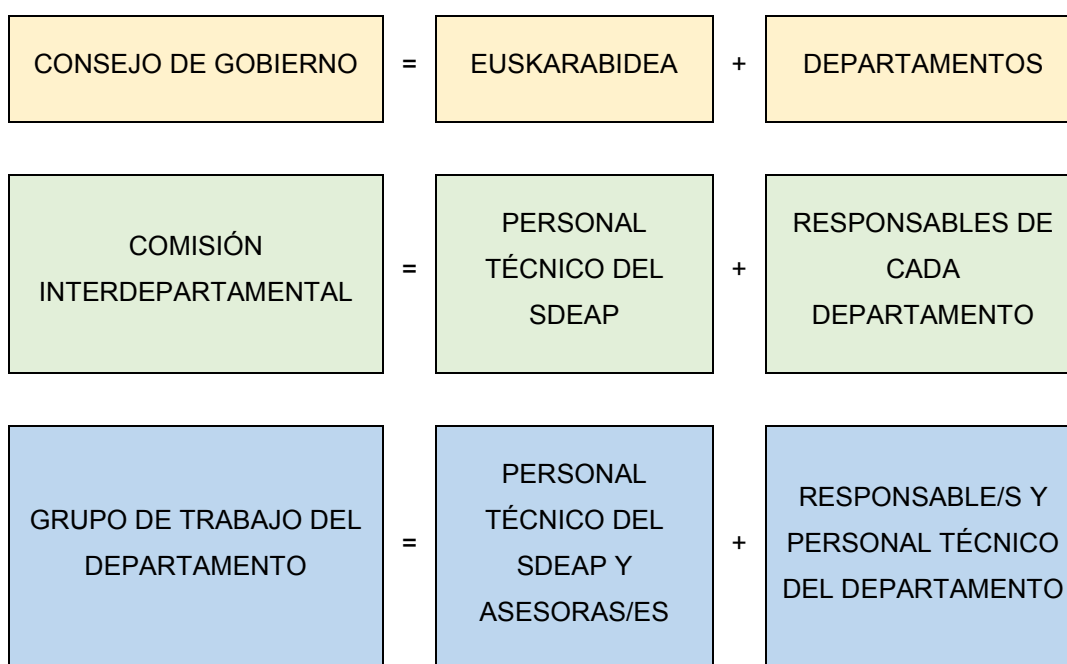 CONSEJO DE GOBIERNO = EUSKARABIDEA + DEPARTAMENTOS
COMISIÓN
INTERDEPARTAMENTAL
=
PERSONAL
TÉCNICO DEL
SDEAP
+
RESPONSABLES DE
CADA
DEPARTAMENTO
GRUPO DE TRABAJO DEL
DEPARTAMENTO
=
PERSONAL
TÉCNICO DEL
SDEAP Y
ASESORAS/ES
+
RESPONSABLE/S Y
PERSONAL TÉCNICO
DEL DEPARTAMENTO